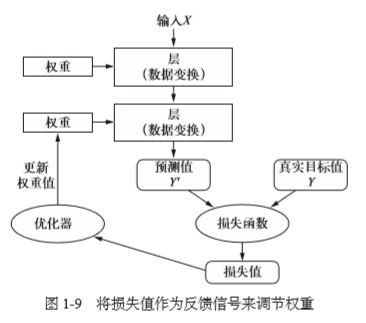 输入X
层
(数据变换)
权重
层
(数据变换)
权重
更新
权重值
预测值
Y'
真实目标值
Y
优化器
损失函数
损失值
图 1-9 将损失值作为反馈信号来调节权重